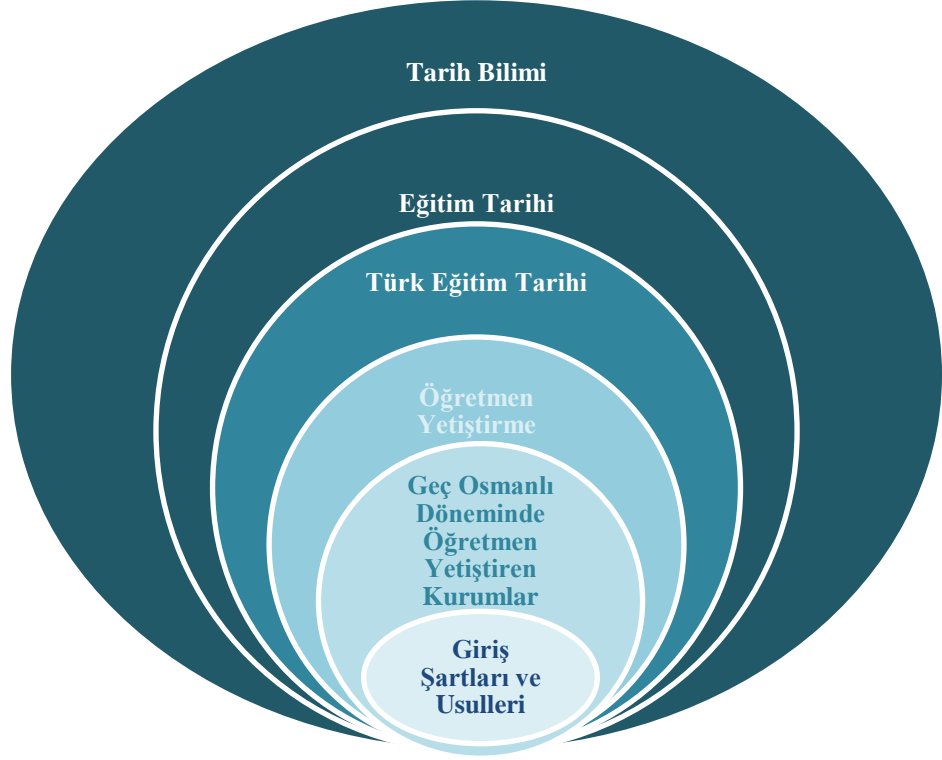 Tarih Bilimi
Eğitim Tarihi
Türk Eğitim Tarihi
Öğretmen
Yetiştirme
Geç Osmanlı
Döneminde
Öğretmen
Yetiştiren
Kurumlar
Giriş
Şartları ve
Usulleri